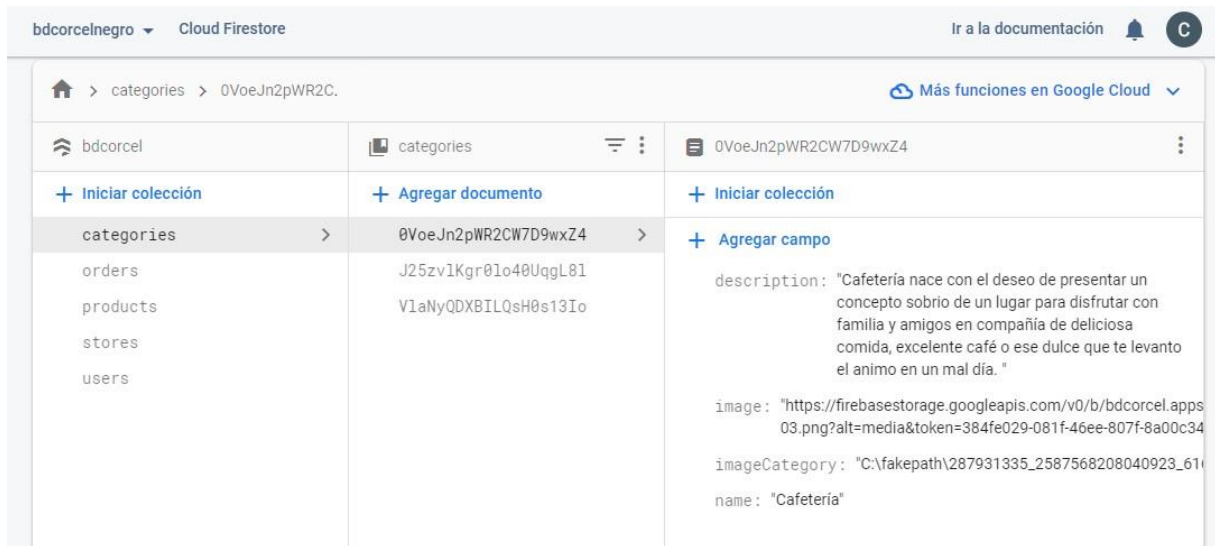 bdcorcelnegro Cloud Firestore Ir a la documentación C
> categories > 0VoeJn2pWR2C. Más funciones en Google Cloud
bdcorcel categories 0VoeJn2pWR2CW7D9wxZ4
+ Iniciar colección + Agregar documento + Iniciar colección
categories > 0VoeJn2pWR2CW7D9wxZ4 > + Agregar campo
orders J25zvlKgr0lo40UqgL8l description: "Cafetería nace con el deseo de presentar un
products VlaNyQDXBILQsH0s13Io concepto sobrio de un lugar para disfrutar con
familia y amigos en compañía de deliciosa
stores comida, excelente café o ese dulce que te levanto
users el animo en un mal día. "
image: "https://firebasestorage.googleapis.com/v0/b/bdcorcel.apps
03.png?alt=media&token=384fe029-081f-46ee-807f-8a00c34
imageCategory: "C:\fakepath\287931335_2587568208040923_61
name: "Cafetería"